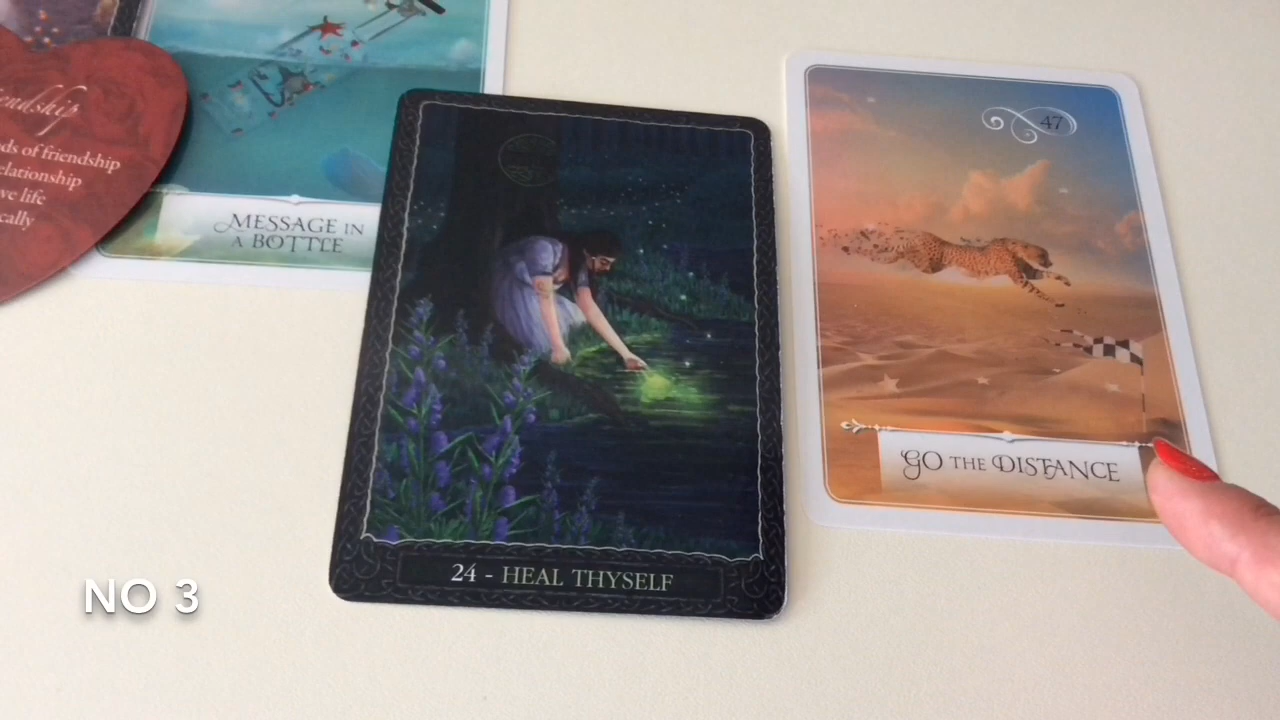 ds of friendship
elationship
ve life
cally
MESSAGE IN
A BOTTLE
24 - HEAL THYSELF
47
GO THE DISTANCE
NO 3